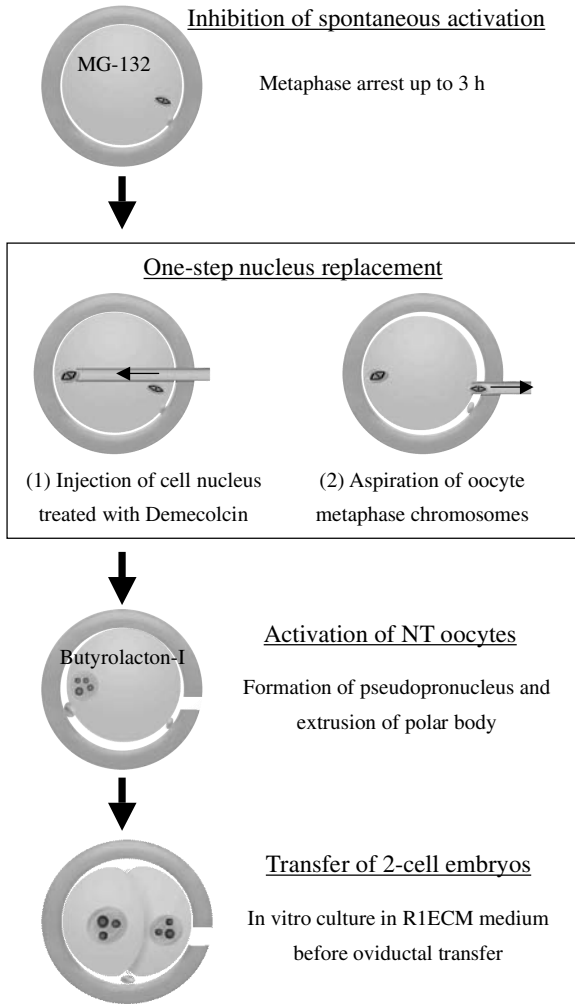 Inhibition of spontaneous activation
MG-132
Metaphase arrest up to 3 h
One-step nucleus replacement
(1) Injection of cell nucleus
treated with Demecolcin
(2) Aspiration of oocyte
metaphase chromosomes
Activation of NT oocytes
Butyrolacton-I
Formation of pseudopronucleus and
extrusion of polar body
Transfer of 2-cell embryos
In vitro culture in R1ECM medium
before oviductal transfer